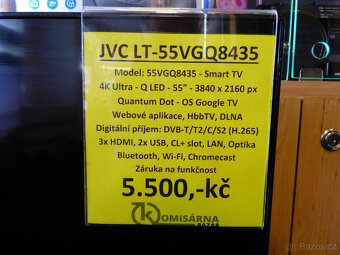 JVC LT-55VGQ8435
Model: 55VGQ8435 - Smart TV
4K Ultra - Q LED - 55" - 3840 x 2160 px
Quantum Dot - OS Google TV
Webové aplikace, HbbTV, DLNA
Digitální příjem: DVB-T/T2/C/S2 (H.265)
3x HDMI, 2x USB, CL+ slot, LAN, Optika
Bluetooth, Wi-Fi, Chromecast
Záruka na funkčnost
5.500,-kč
KOMISÁRNA
BAZAR
Bazoš.cz